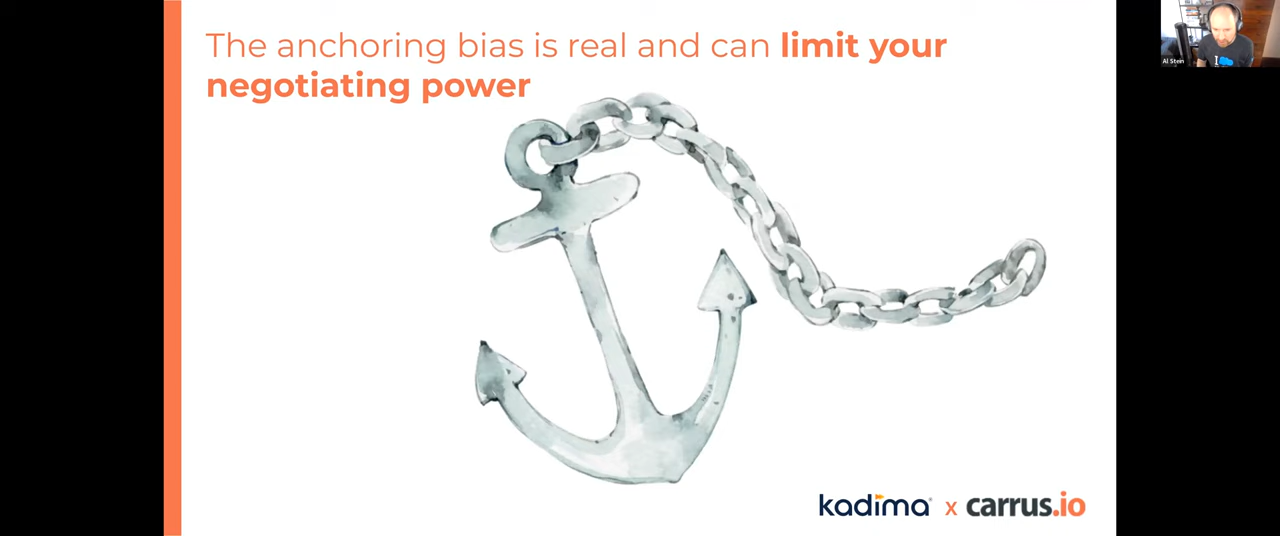 The anchoring bias is real and can limit your
negotiating power
Al Stein
I
kadima x carrus.io